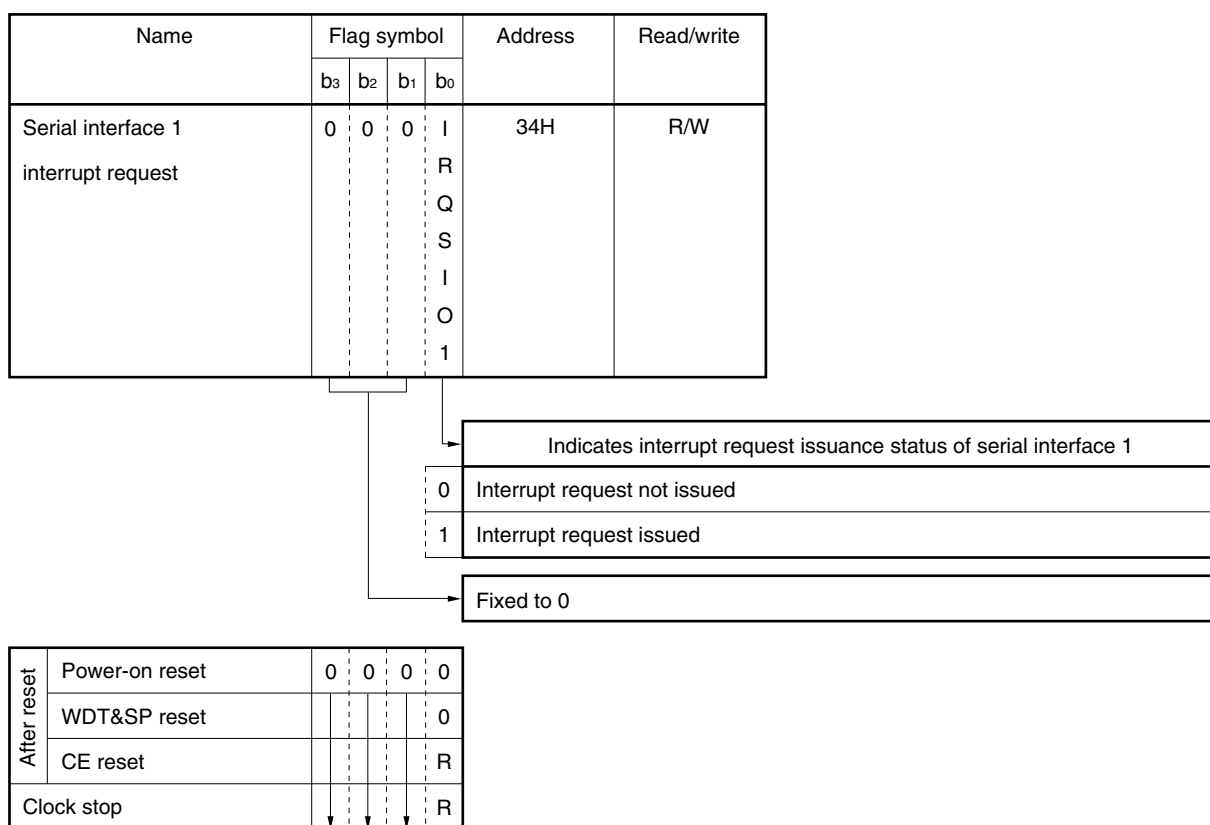 Name Flag symbol Address Read/write
b3 b2 b1 b0
Serial interface 1 0 0 0 I 34H R/W
interrupt request R
Q
S
I
O
1
Indicates interrupt request issuance status of serial interface 1
0 Interrupt request not issued
1 Interrupt request issued
Fixed to 0
After reset
Power-on reset 0 0 0 0
WDT&SP reset 0
CE reset R
Clock stop R